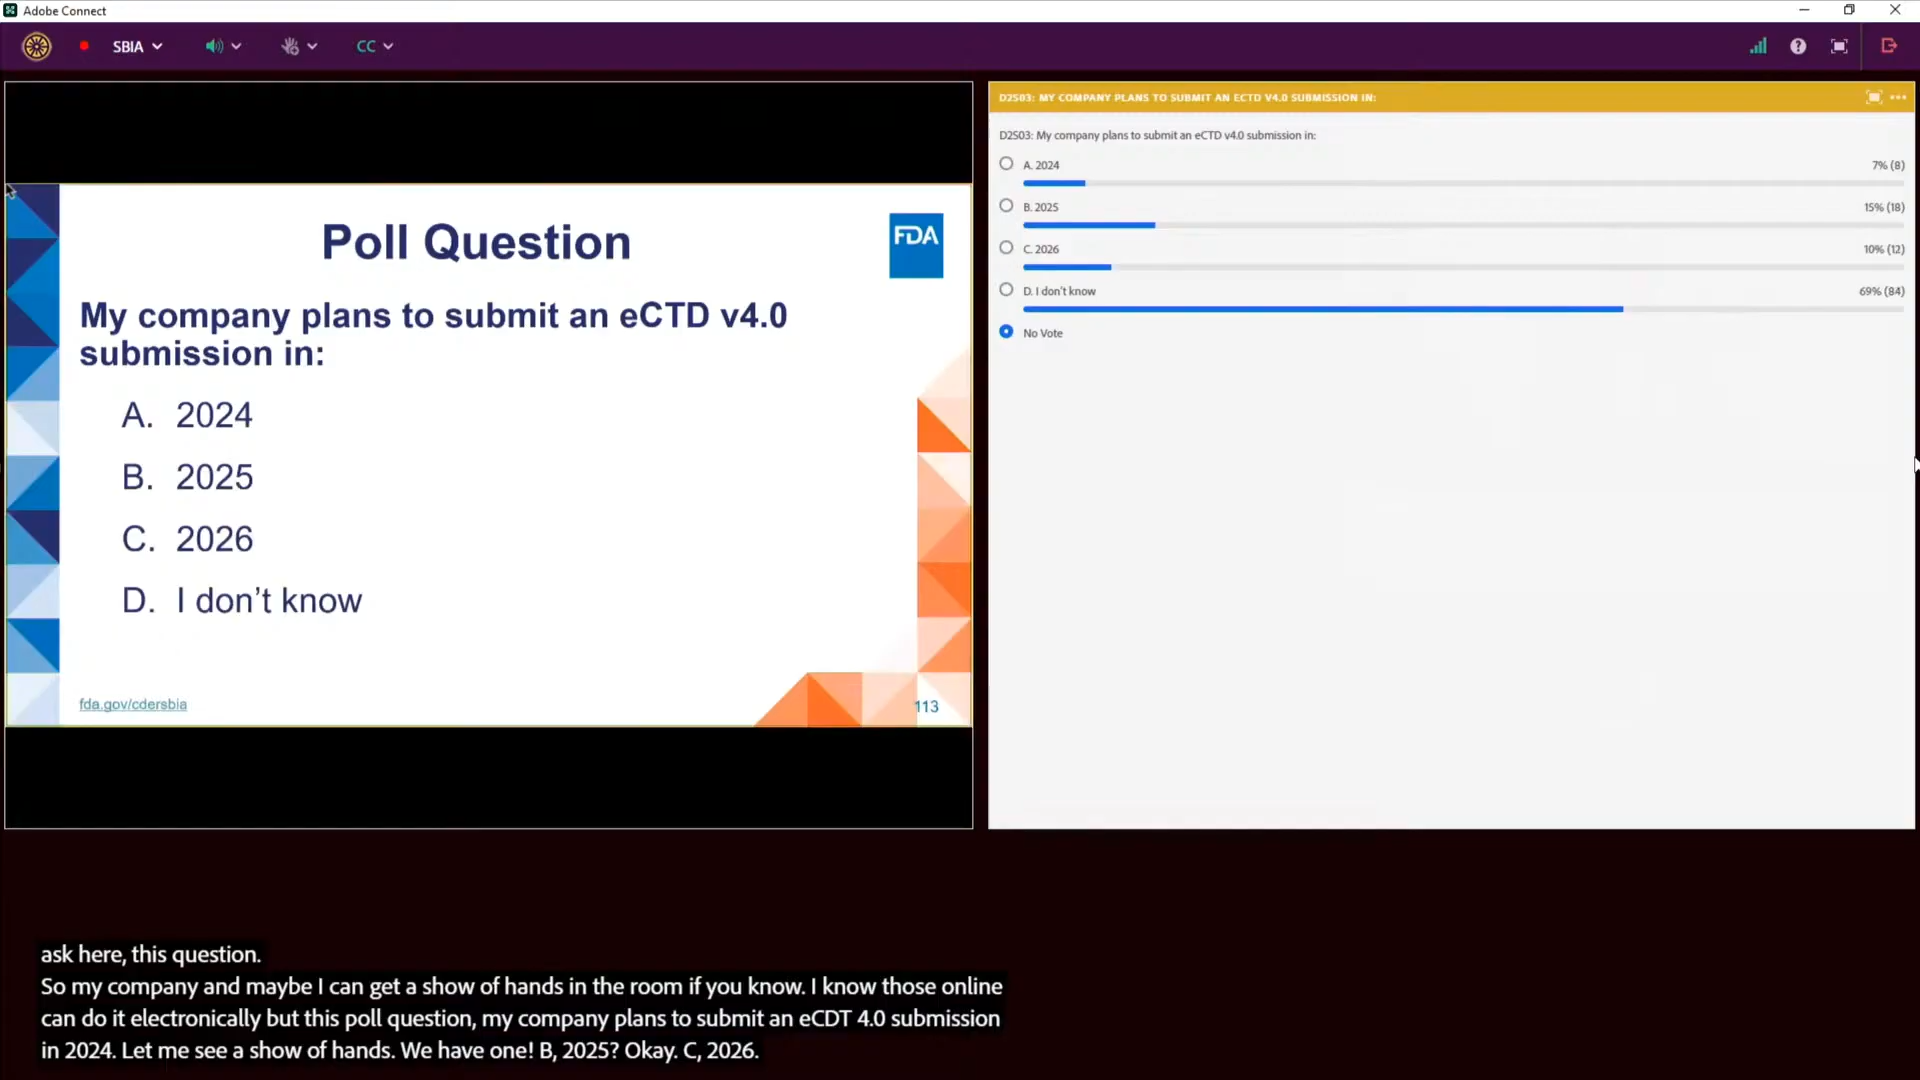 Adobe Connect
SBIA
CC
Poll Question
FDA
My company plans to submit an eCTD v4.0
submission in:
A. 2024
B. 2025
C. 2026
D. I don't know
fda.gov/cdersbia
113
D2S03: MY COMPANY PLANS TO SUBMIT AN ECTD V4.0 SUBMISSION IN:
D2S03: My company plans to submit an eCTD v4.0 submission in:
A. 2024 7% (8)
B. 2025 15% (18)
C. 2026 10% (12)
D. I don't know 69% (84)
No Vote
ask here, this question.
So my company and maybe I can get a show of hands in the room if you know. I know those online
can do it electronically but this poll question, my company plans to submit an eCDT 4.0 submission
in 2024. Let me see a show of hands. We have one! B, 2025? Okay. C, 2026.